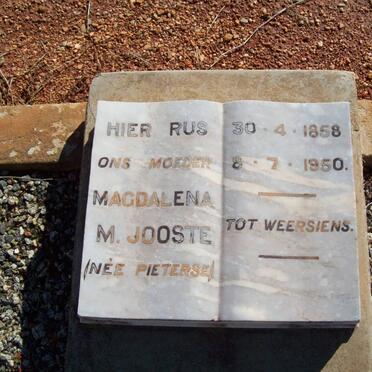 HIER RUS
ONS MOEDER
MAGDALENA
M. JOOSTE
(NÉE PIETERSE)
30 · 4 · 1858
8 · 7 · 1950.
TOT WEERSIENS.